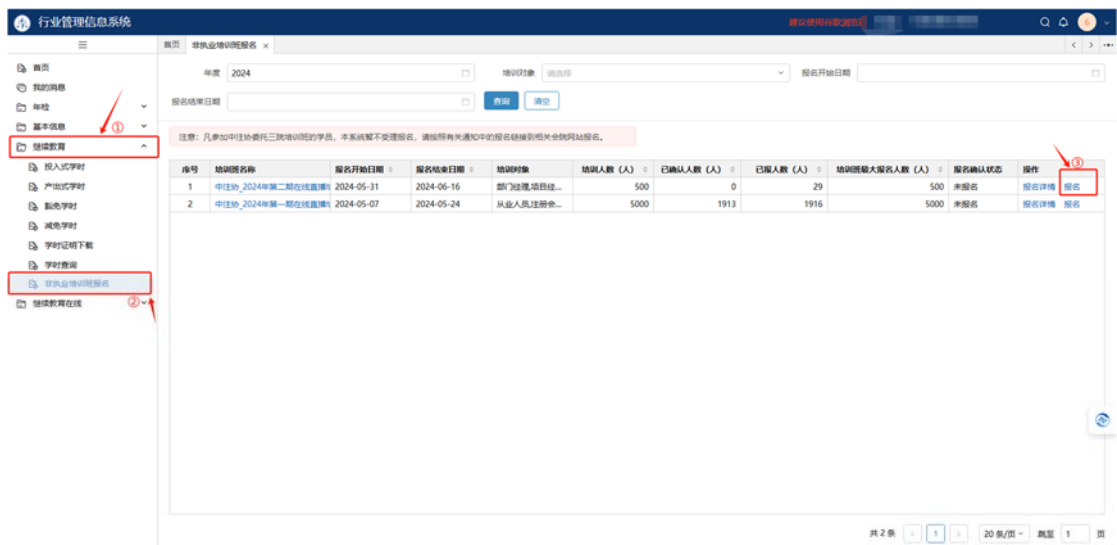 行业管理信息系统
建议使用谷歌浏览
6
首页 非执业培训班报名 ×
首页
我的消息
年检
基本信息
①
继续教育
投入式学时
产出式学时
豁免学时
减免学时
学时证明下载
学时查询
非执业培训班报名
②
继续教育在线
年度 2024 培训对象 请选择 报名开始日期
报名结束日期 查询 清空
注意：凡参加中注协委托三院培训班的学员，本系统暂不受理报名，请按照有关通知中的报名链接到相关会院网站报名。
③
序号 培训班名称 报名开始日期 报名结束日期 培训对象 培训人数（人） 已确认人数（人） 已报人数（人） 培训班最大报名人数（人） 报名确认状态 操作
1 中注协_2024年第二期在线直播 2024-05-31 2024-06-16 部门经理,项目经... 500 0 29 500 未报名 报名详情 报名
2 中注协_2024年第一期在线直播 2024-05-07 2024-05-24 从业人员,注册会... 5000 1913 1916 5000 未报名 报名详情 报名
共 2 条 1 20 条/页 跳至 1 页